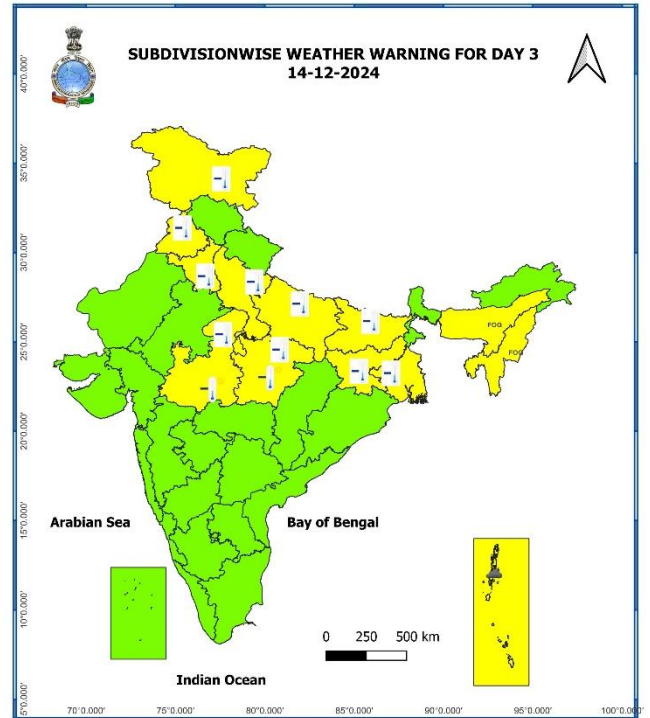 SUBDIVISIONWISE WEATHER WARNING FOR DAY 3
14-12-2024
40°0.000'
35°0.000'
30°0.000'
25°0.000'
20°0.000'
15°0.000'
10°0.000'
5°0.000'
FOG
FOG
Arabian Sea
Bay of Bengal
0 250 500 km
Indian Ocean
70°0.000' 75°0.000' 80°0.000' 85°0.000' 90°0.000' 95°0.000' 100°0.000'